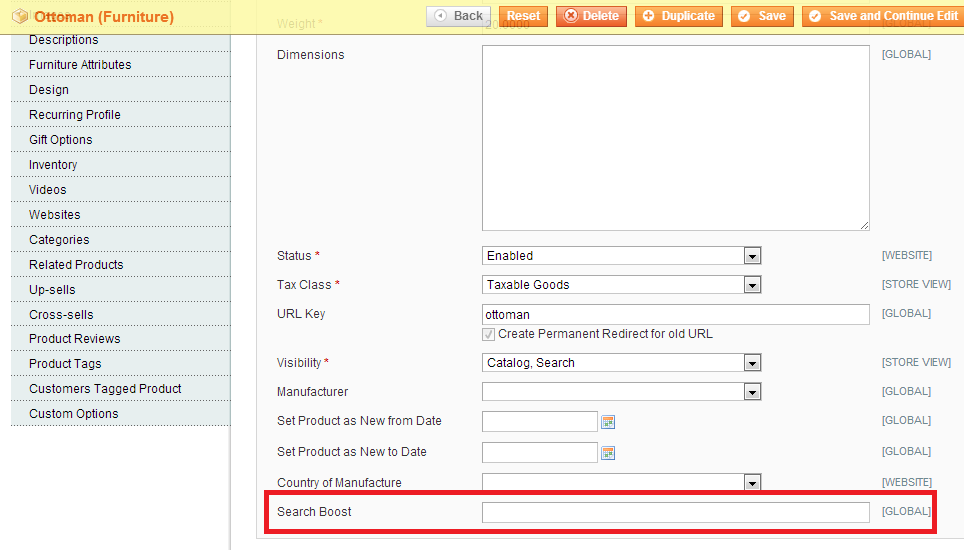 Ottoman (Furniture)
Back
Reset
Delete
Duplicate
Save
Save and Continue Edit
Descriptions
Furniture Attributes
Design
Recurring Profile
Gift Options
Inventory
Videos
Websites
Categories
Related Products
Up-sells
Cross-sells
Product Reviews
Product Tags
Customers Tagged Product
Custom Options
Weight *
Dimensions [GLOBAL]
Status * Enabled [WEBSITE]
Tax Class * Taxable Goods [STORE VIEW]
URL Key ottoman [GLOBAL]
Create Permanent Redirect for old URL
Visibility * Catalog, Search [STORE VIEW]
Manufacturer [GLOBAL]
Set Product as New from Date [GLOBAL]
Set Product as New to Date [GLOBAL]
Country of Manufacture [WEBSITE]
Search Boost [GLOBAL]